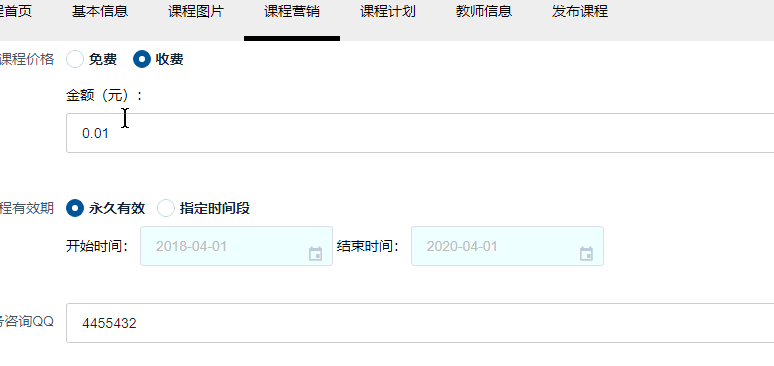 程首页 基本信息 课程图片 课程营销 课程计划 教师信息 发布课程
课程价格 免费 收费
金额（元）：
0.01
程有效期 永久有效 指定时间段
开始时间： 2018-04-01 结束时间： 2020-04-01
务咨询QQ 4455432